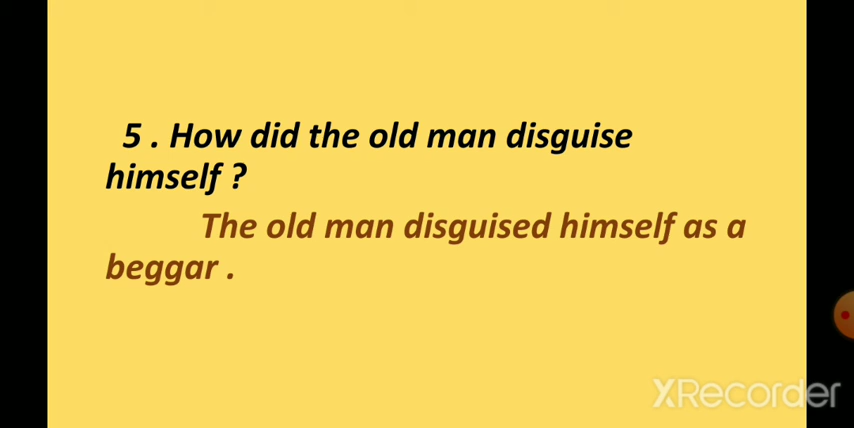 5 . How did the old man disguise
himself ?
The old man disguised himself as a
beggar .
XRecorder